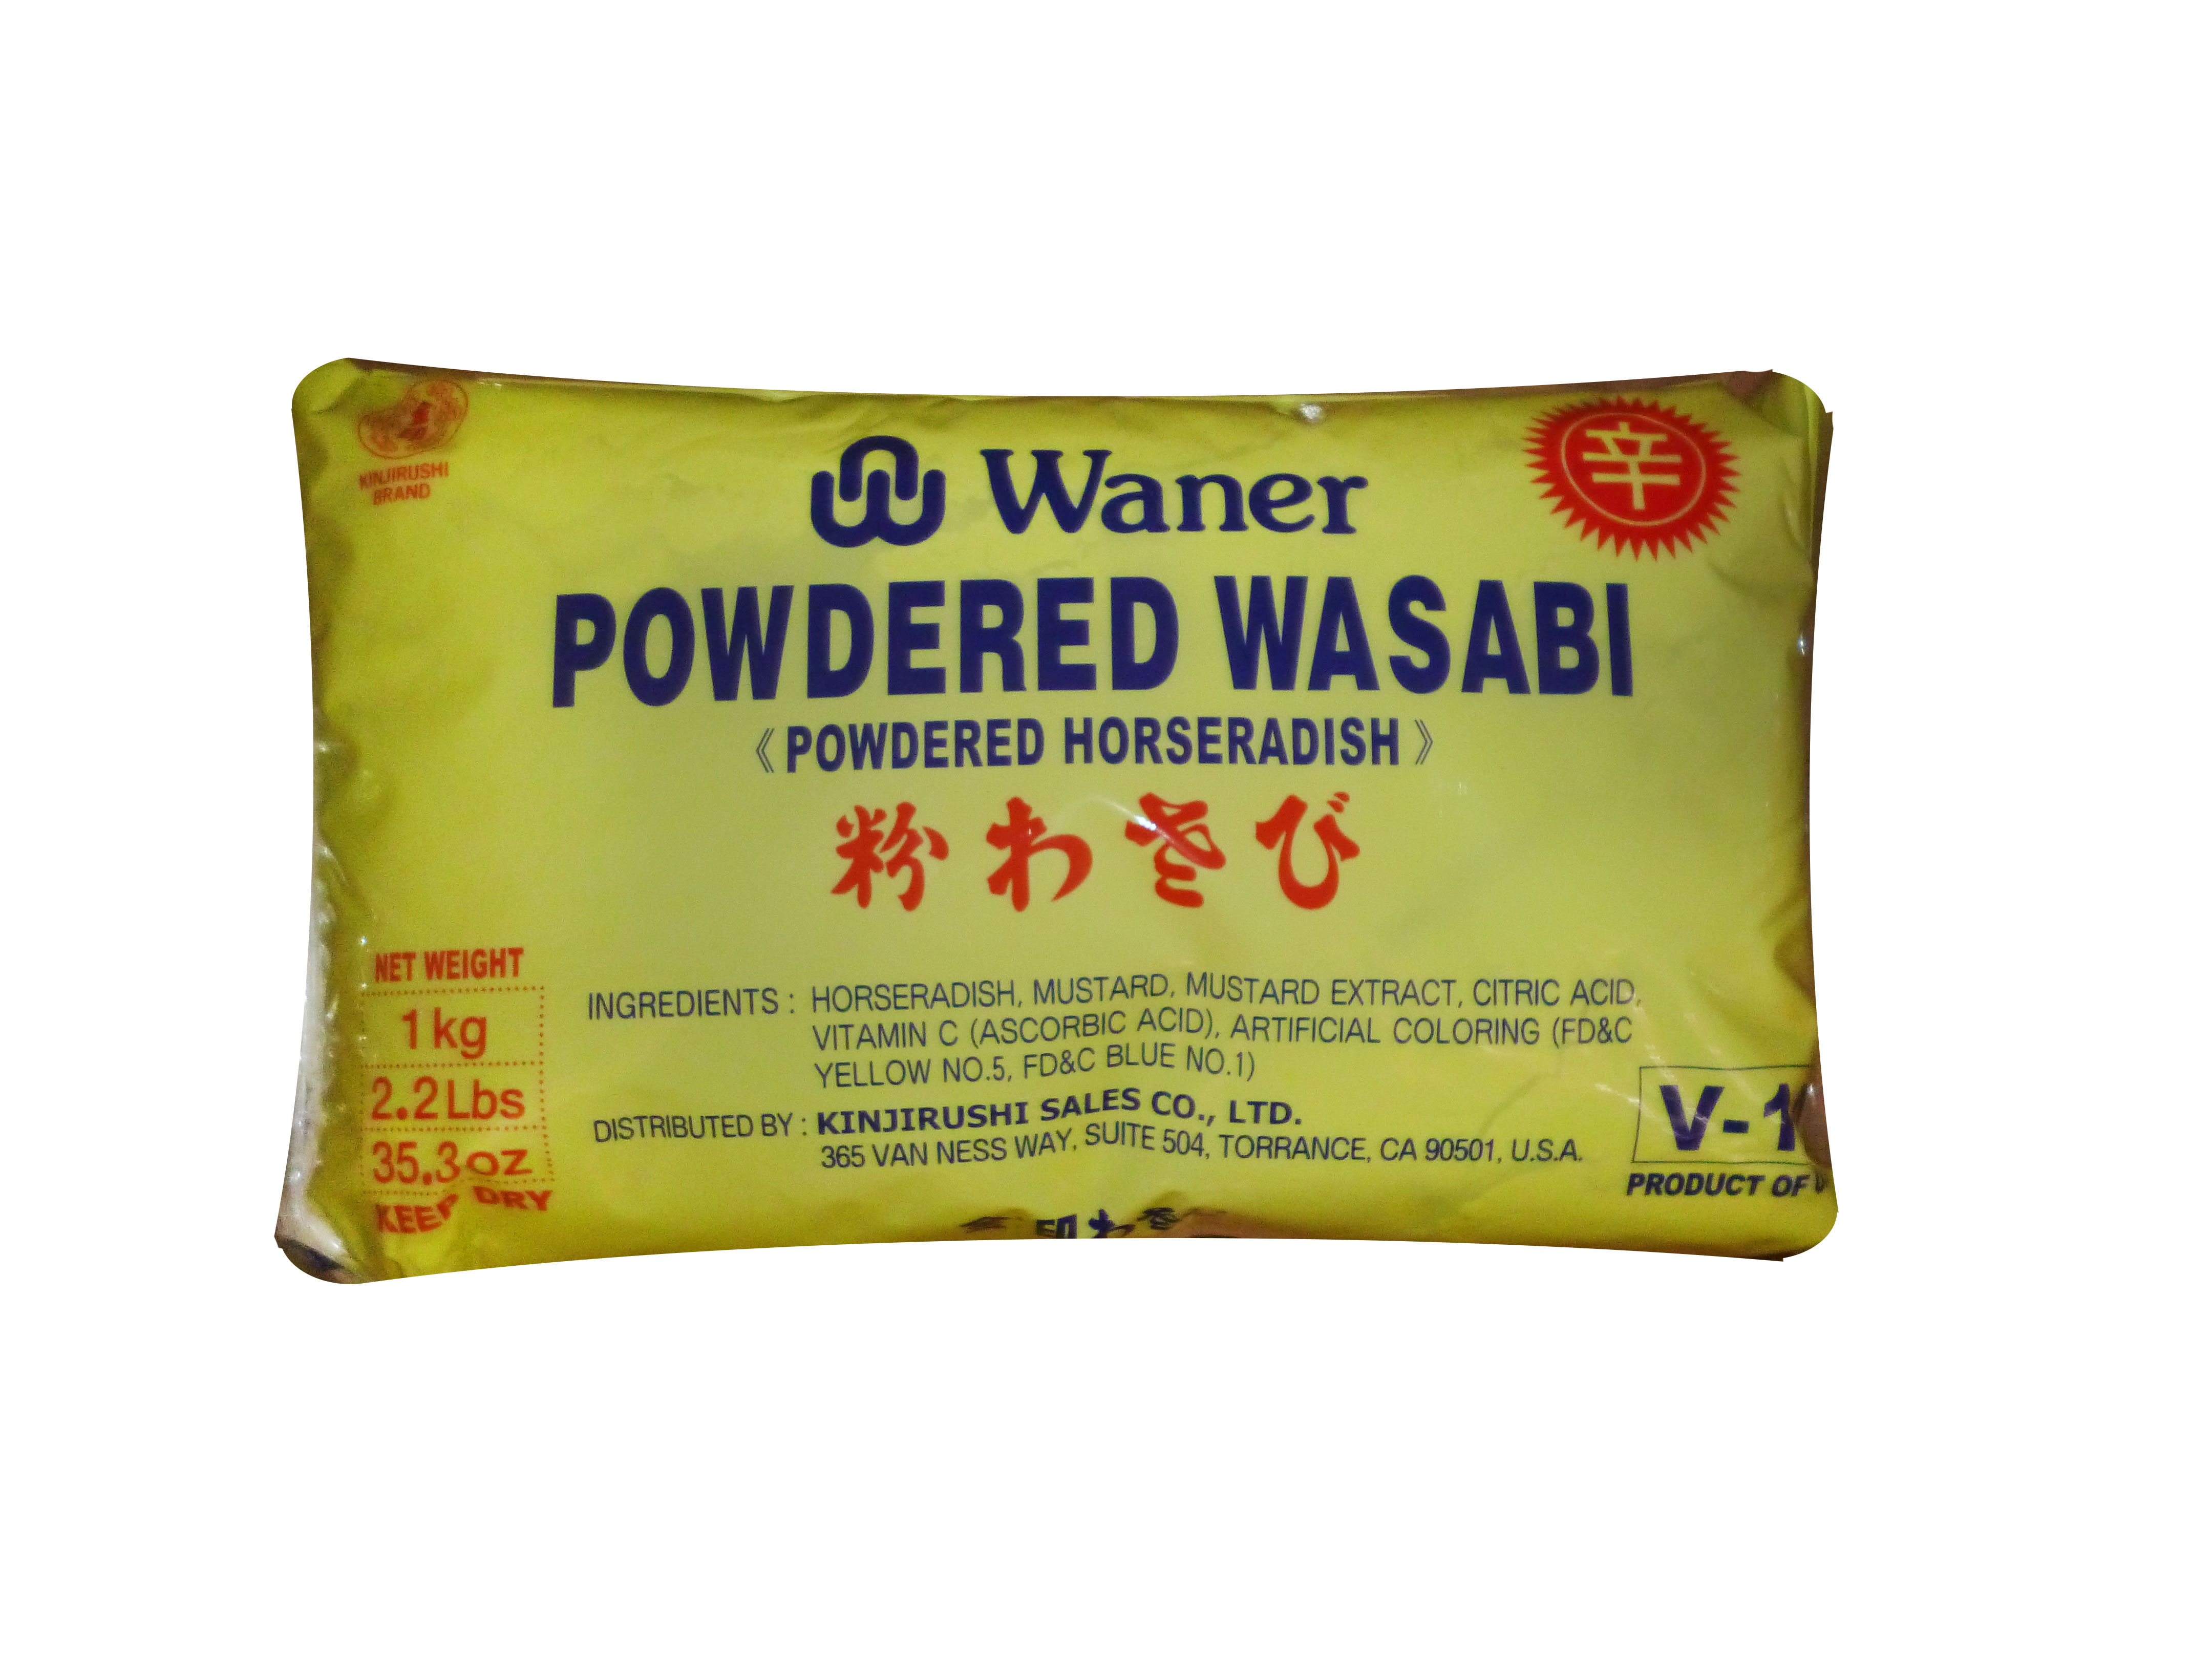 KINJIRUSHI
BRAND
Waner
辛
POWDERED WASABI
《POWDERED HORSERADISH》
粉わさび
NET WEIGHT
1kg
2.2Lbs
35.3oz
KEEP DRY
INGREDIENTS : HORSERADISH, MUSTARD, MUSTARD EXTRACT, CITRIC ACID,
VITAMIN C (ASCORBIC ACID), ARTIFICIAL COLORING (FD&C
YELLOW NO.5, FD&C BLUE NO.1)
DISTRIBUTED BY : KINJIRUSHI SALES CO., LTD.
365 VAN NESS WAY, SUITE 504, TORRANCE, CA 90501, U.S.A.
V-1
PRODUCT OF